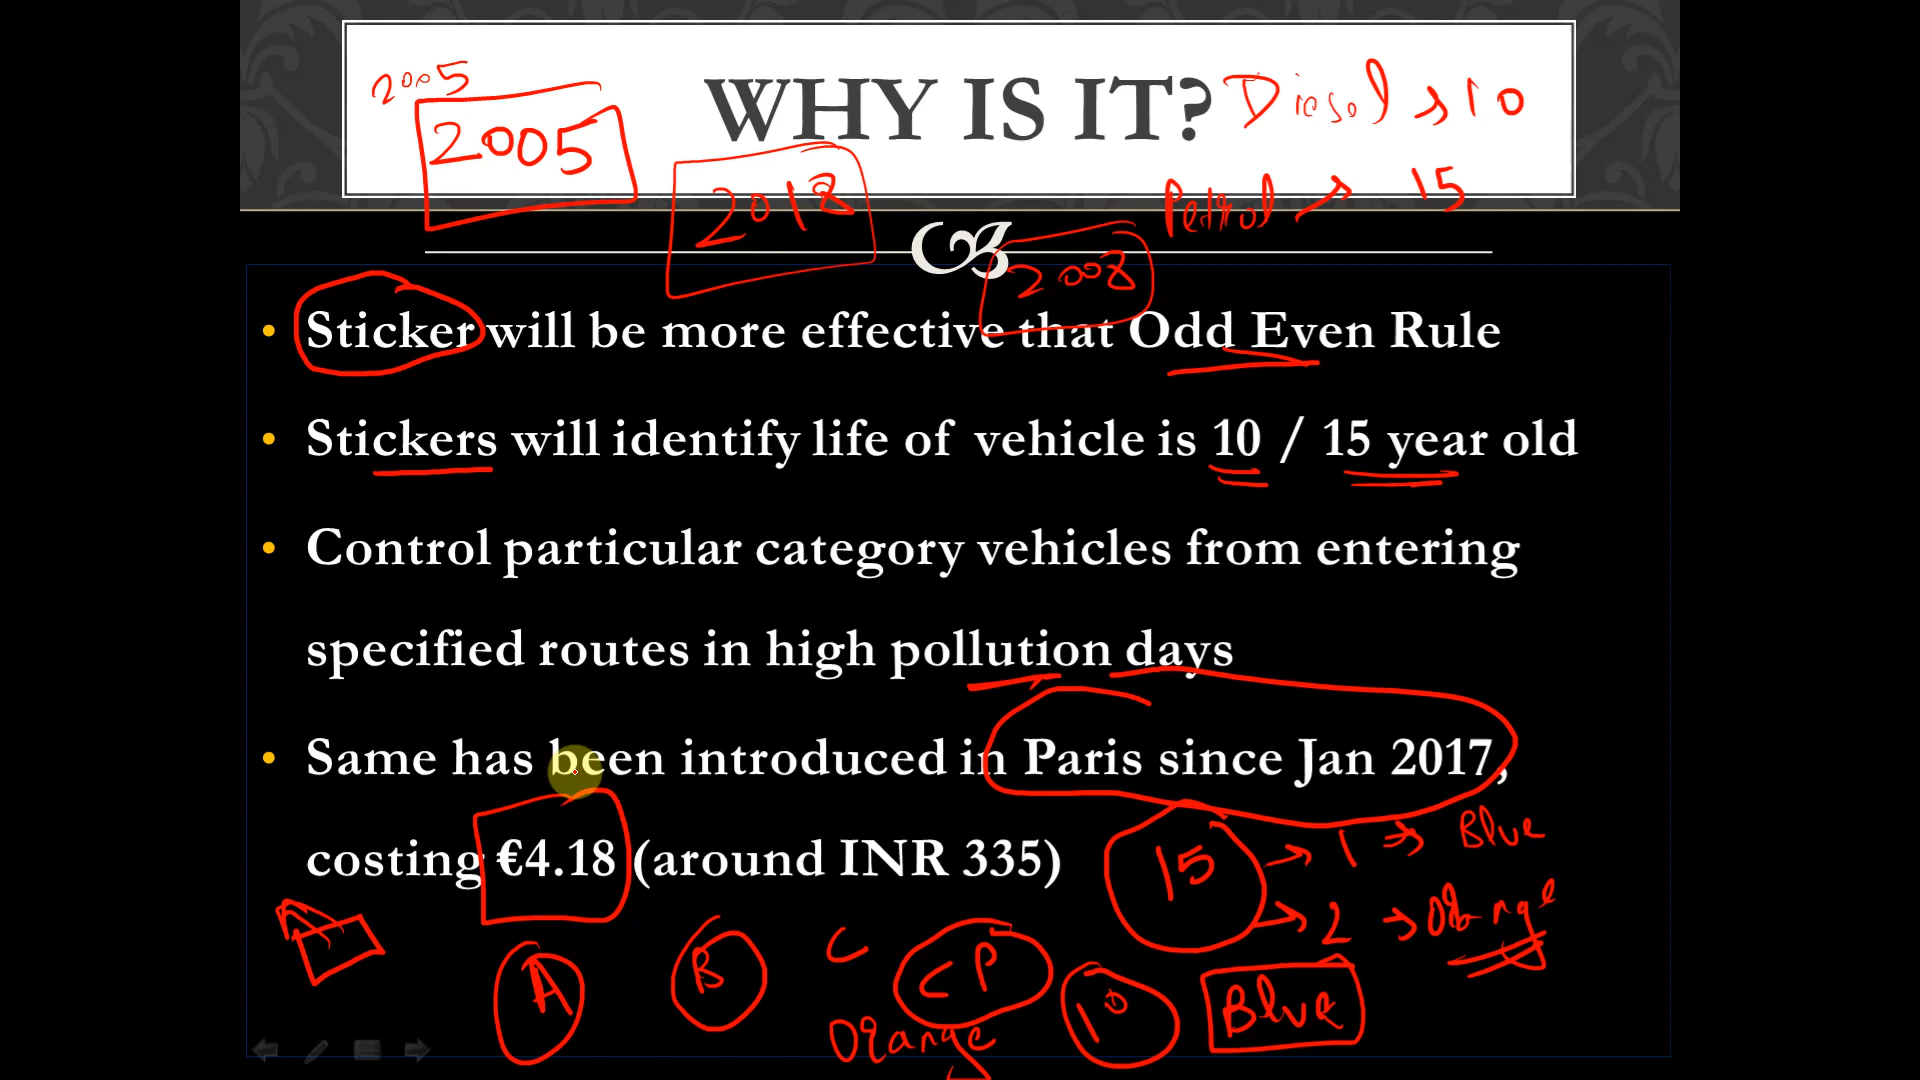 2005
WHY IS IT? Diesel → 10
2005
2018
Petrol → 15
2008
• Sticker will be more effective that Odd Even Rule
• Stickers will identify life of vehicle is 10 / 15 year old
• Control particular category vehicles from entering
specified routes in high pollution days
• Same has been introduced in Paris since Jan 2017,
costing €4.18 (around INR 335)
15 → 1 → Blue
→ 2 → Orange
A B C CP 10 Blue
Orange